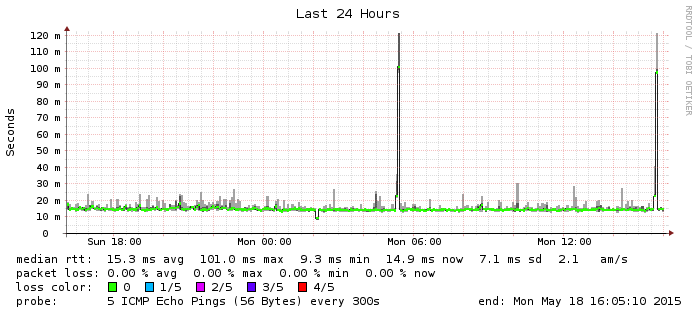 Last 24 Hours
RRDTOOL / TOBI OETIKER
Seconds
120 m
110 m
100 m
90 m
80 m
70 m
60 m
50 m
40 m
30 m
20 m
10 m
0
Sun 18:00 Mon 00:00 Mon 06:00 Mon 12:00
median rtt: 15.3 ms avg 101.0 ms max 9.3 ms min 14.9 ms now 7.1 ms sd 2.1 am/s
packet loss: 0.00 % avg 0.00 % max 0.00 % min 0.00 % now
loss color: 0 1/5 2/5 3/5 4/5
probe: 5 ICMP Echo Pings (56 Bytes) every 300s end: Mon May 18 16:05:10 2015